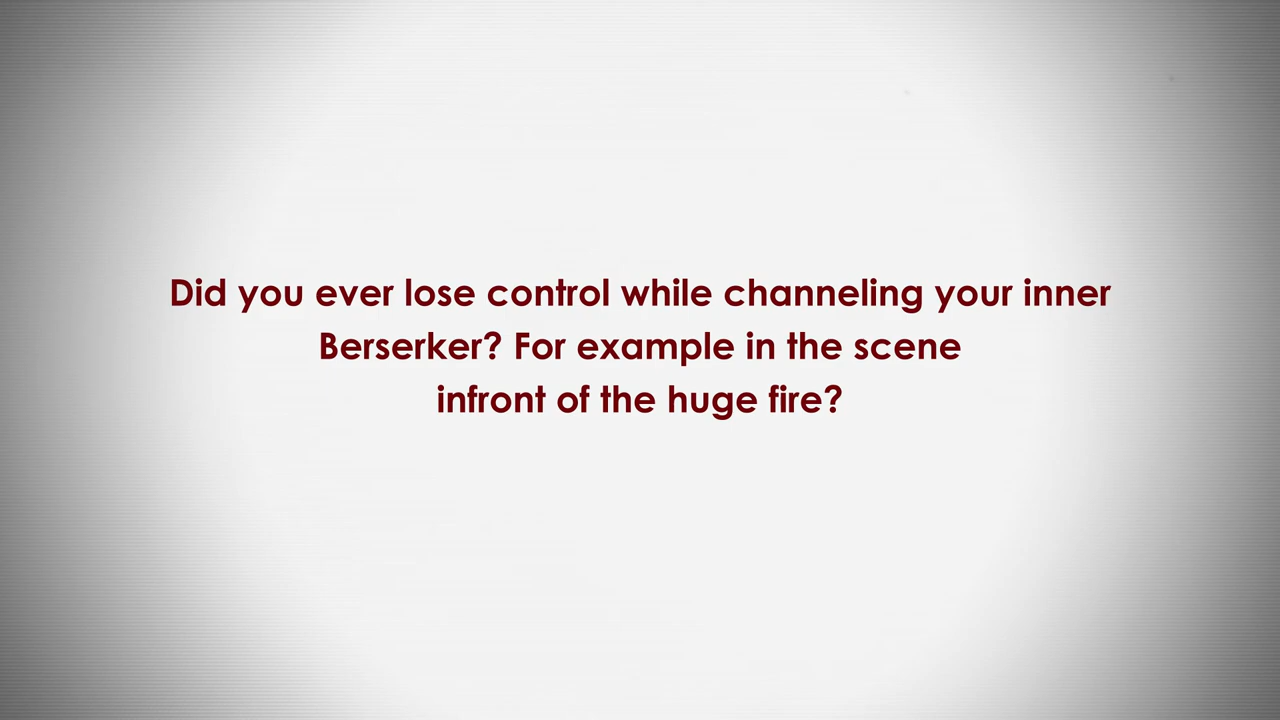 Did you ever lose control while channeling your inner
Berserker? For example in the scene
infront of the huge fire?